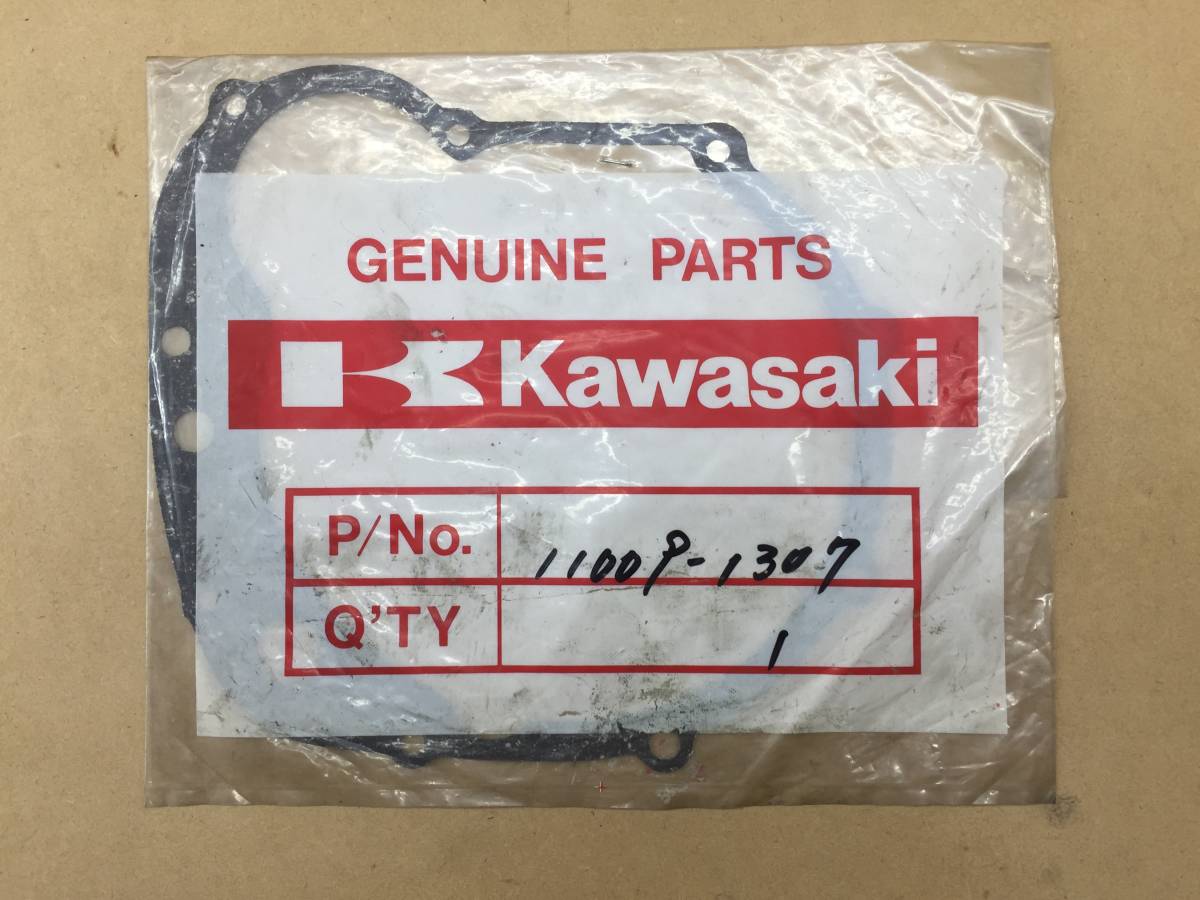 GENUINE PARTS
Kawasaki
P/No. 11009-1307
Q'TY 1